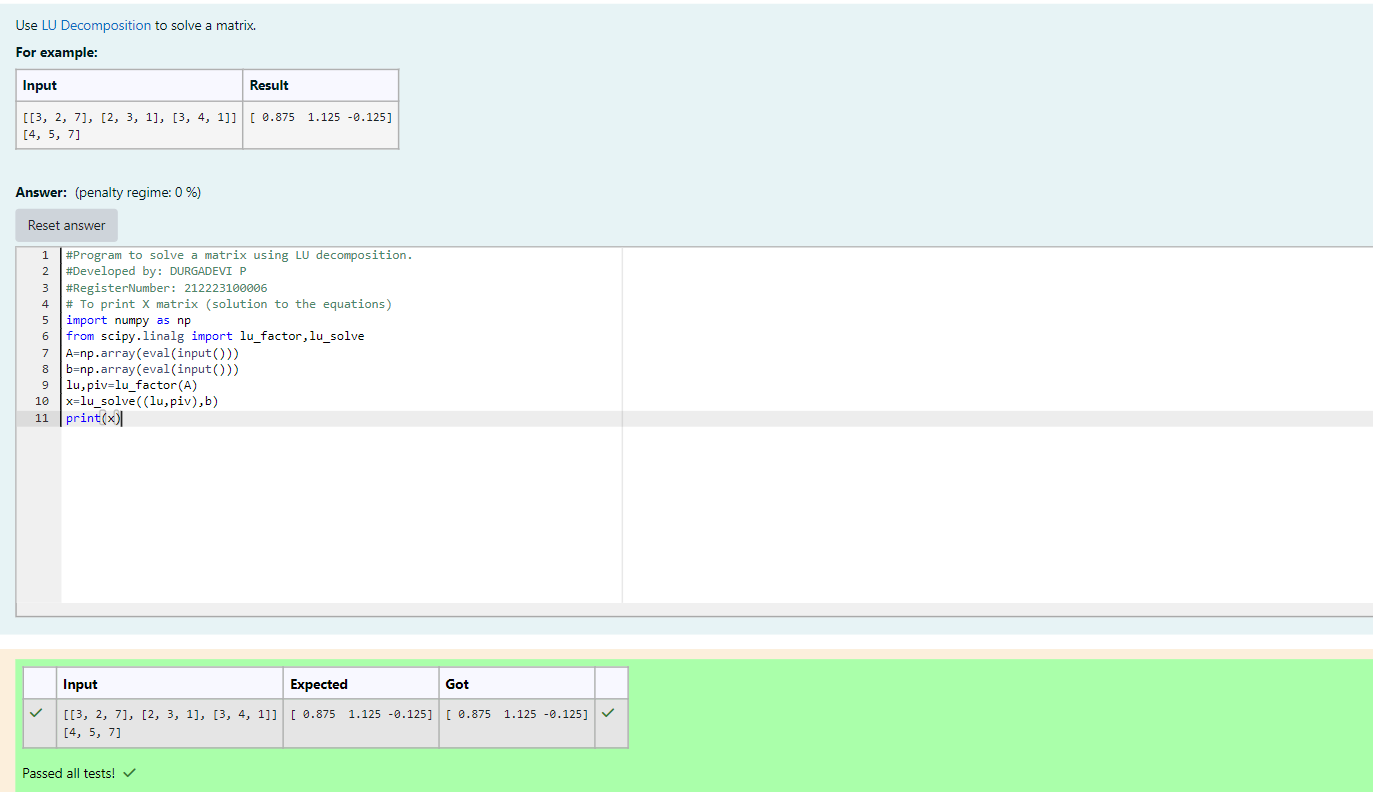 Use LU Decomposition to solve a matrix.
For example:
Input Result
[[3, 2, 7], [2, 3, 1], [3, 4, 1]] [ 0.875  1.125 -0.125]
[4, 5, 7]
Answer: (penalty regime: 0 %)
Reset answer
1 #Program to solve a matrix using LU decomposition.
2 #Developed by: DURGADEVI P
3 #RegisterNumber: 212223100006
4 # To print X matrix (solution to the equations)
5 import numpy as np
6 from scipy.linalg import lu_factor,lu_solve
7 A=np.array(eval(input()))
8 b=np.array(eval(input()))
9 lu,piv=lu_factor(A)
10 x=lu_solve((lu,piv),b)
11 print(x)
Input Expected Got
[[3, 2, 7], [2, 3, 1], [3, 4, 1]] [ 0.875  1.125 -0.125] [ 0.875  1.125 -0.125]
[4, 5, 7]
Passed all tests!